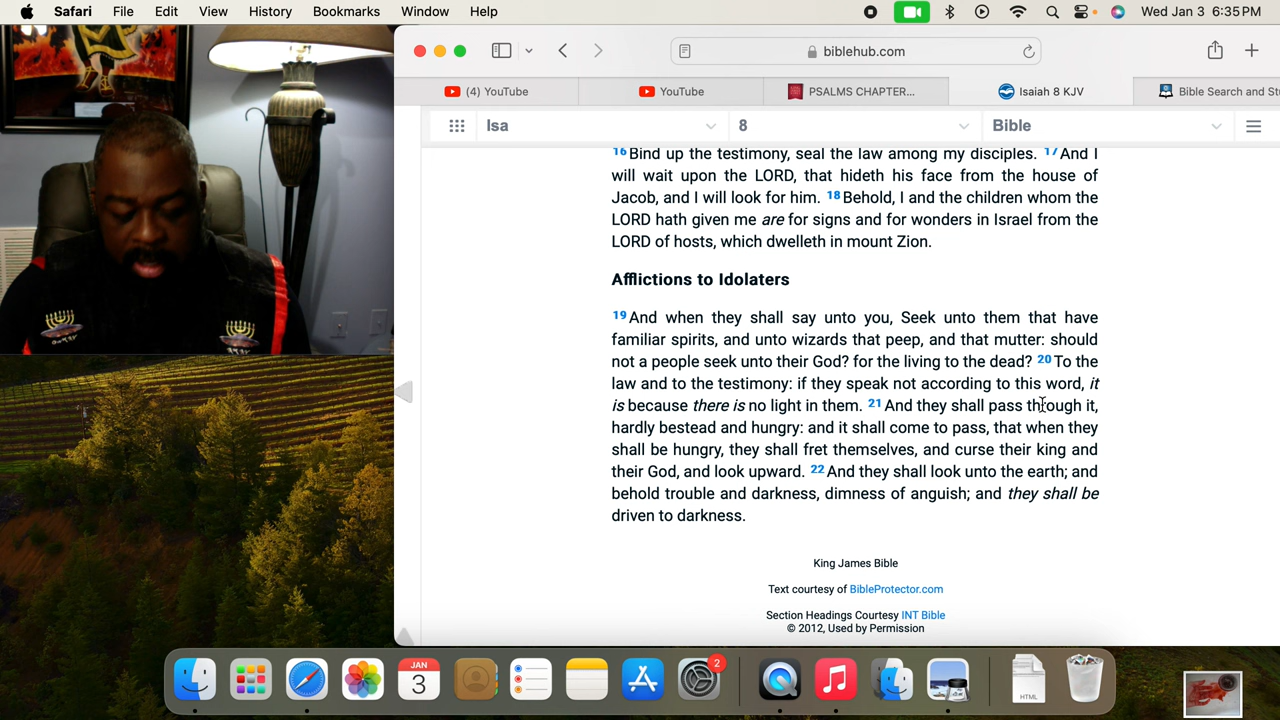 Safari File Edit View History Bookmarks Window Help Wed Jan 3 6:35 PM
biblehub.com
(4) YouTube YouTube PSALMS CHAPTER... Isaiah 8 KJV Bible Search and Stu
Isa 8 Bible
16 Bind up the testimony, seal the law among my disciples. 17 And I
will wait upon the LORD, that hideth his face from the house of
Jacob, and I will look for him. 18 Behold, I and the children whom the
LORD hath given me are for signs and for wonders in Israel from the
LORD of hosts, which dwelleth in mount Zion.
Afflictions to Idolaters
19 And when they shall say unto you, Seek unto them that have
familiar spirits, and unto wizards that peep, and that mutter: should
not a people seek unto their God? for the living to the dead? 20 To the
law and to the testimony: if they speak not according to this word, it
is because there is no light in them. 21 And they shall pass through it,
hardly bestead and hungry: and it shall come to pass, that when they
shall be hungry, they shall fret themselves, and curse their king and
their God, and look upward. 22 And they shall look unto the earth; and
behold trouble and darkness, dimness of anguish; and they shall be
driven to darkness.
King James Bible
Text courtesy of BibleProtector.com
Section Headings Courtesy INT Bible
© 2012, Used by Permission
JAN
3
2
HTML